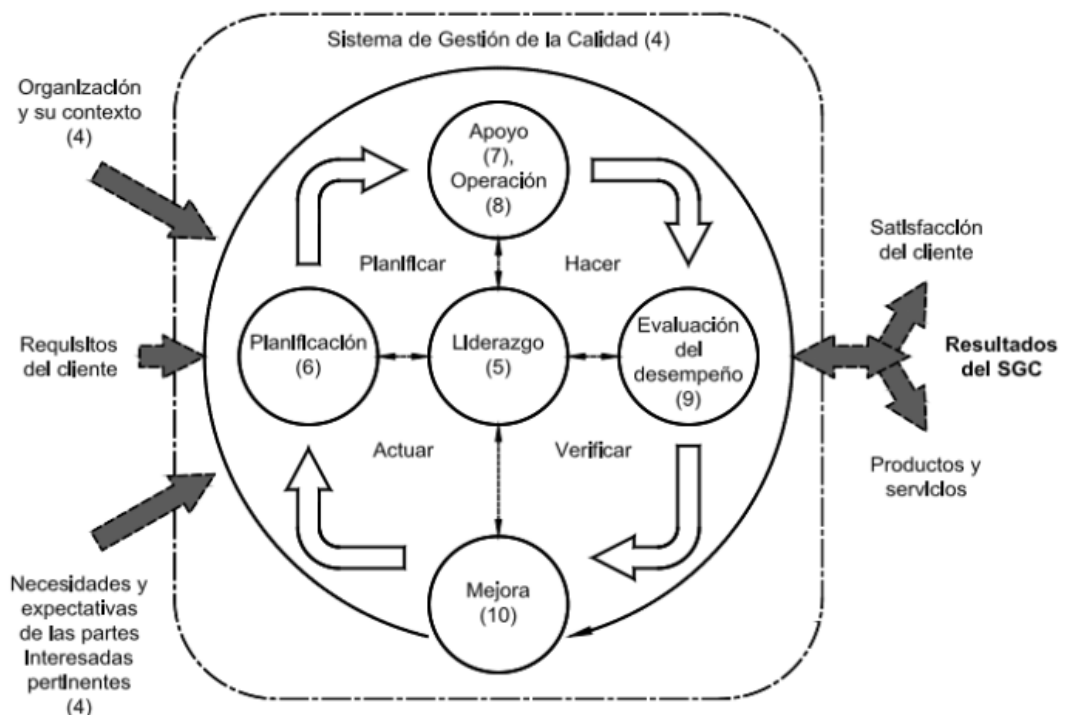 Sistema de Gestión de la Calidad (4)
Organización
y su contexto
(4)
Apoyo
(7),
Operación
(8)
Satisfacción
del cliente
Planificar
Hacer
Requisitos
del cliente
Planificación
(6)
Liderazgo
(5)
Evaluación
del
desempeño
(9)
Resultados
del SGC
Actuar
Verificar
Productos y
servicios
Necesidades y
expectativas
de las partes
Interesadas
pertinentes
(4)
Mejora
(10)